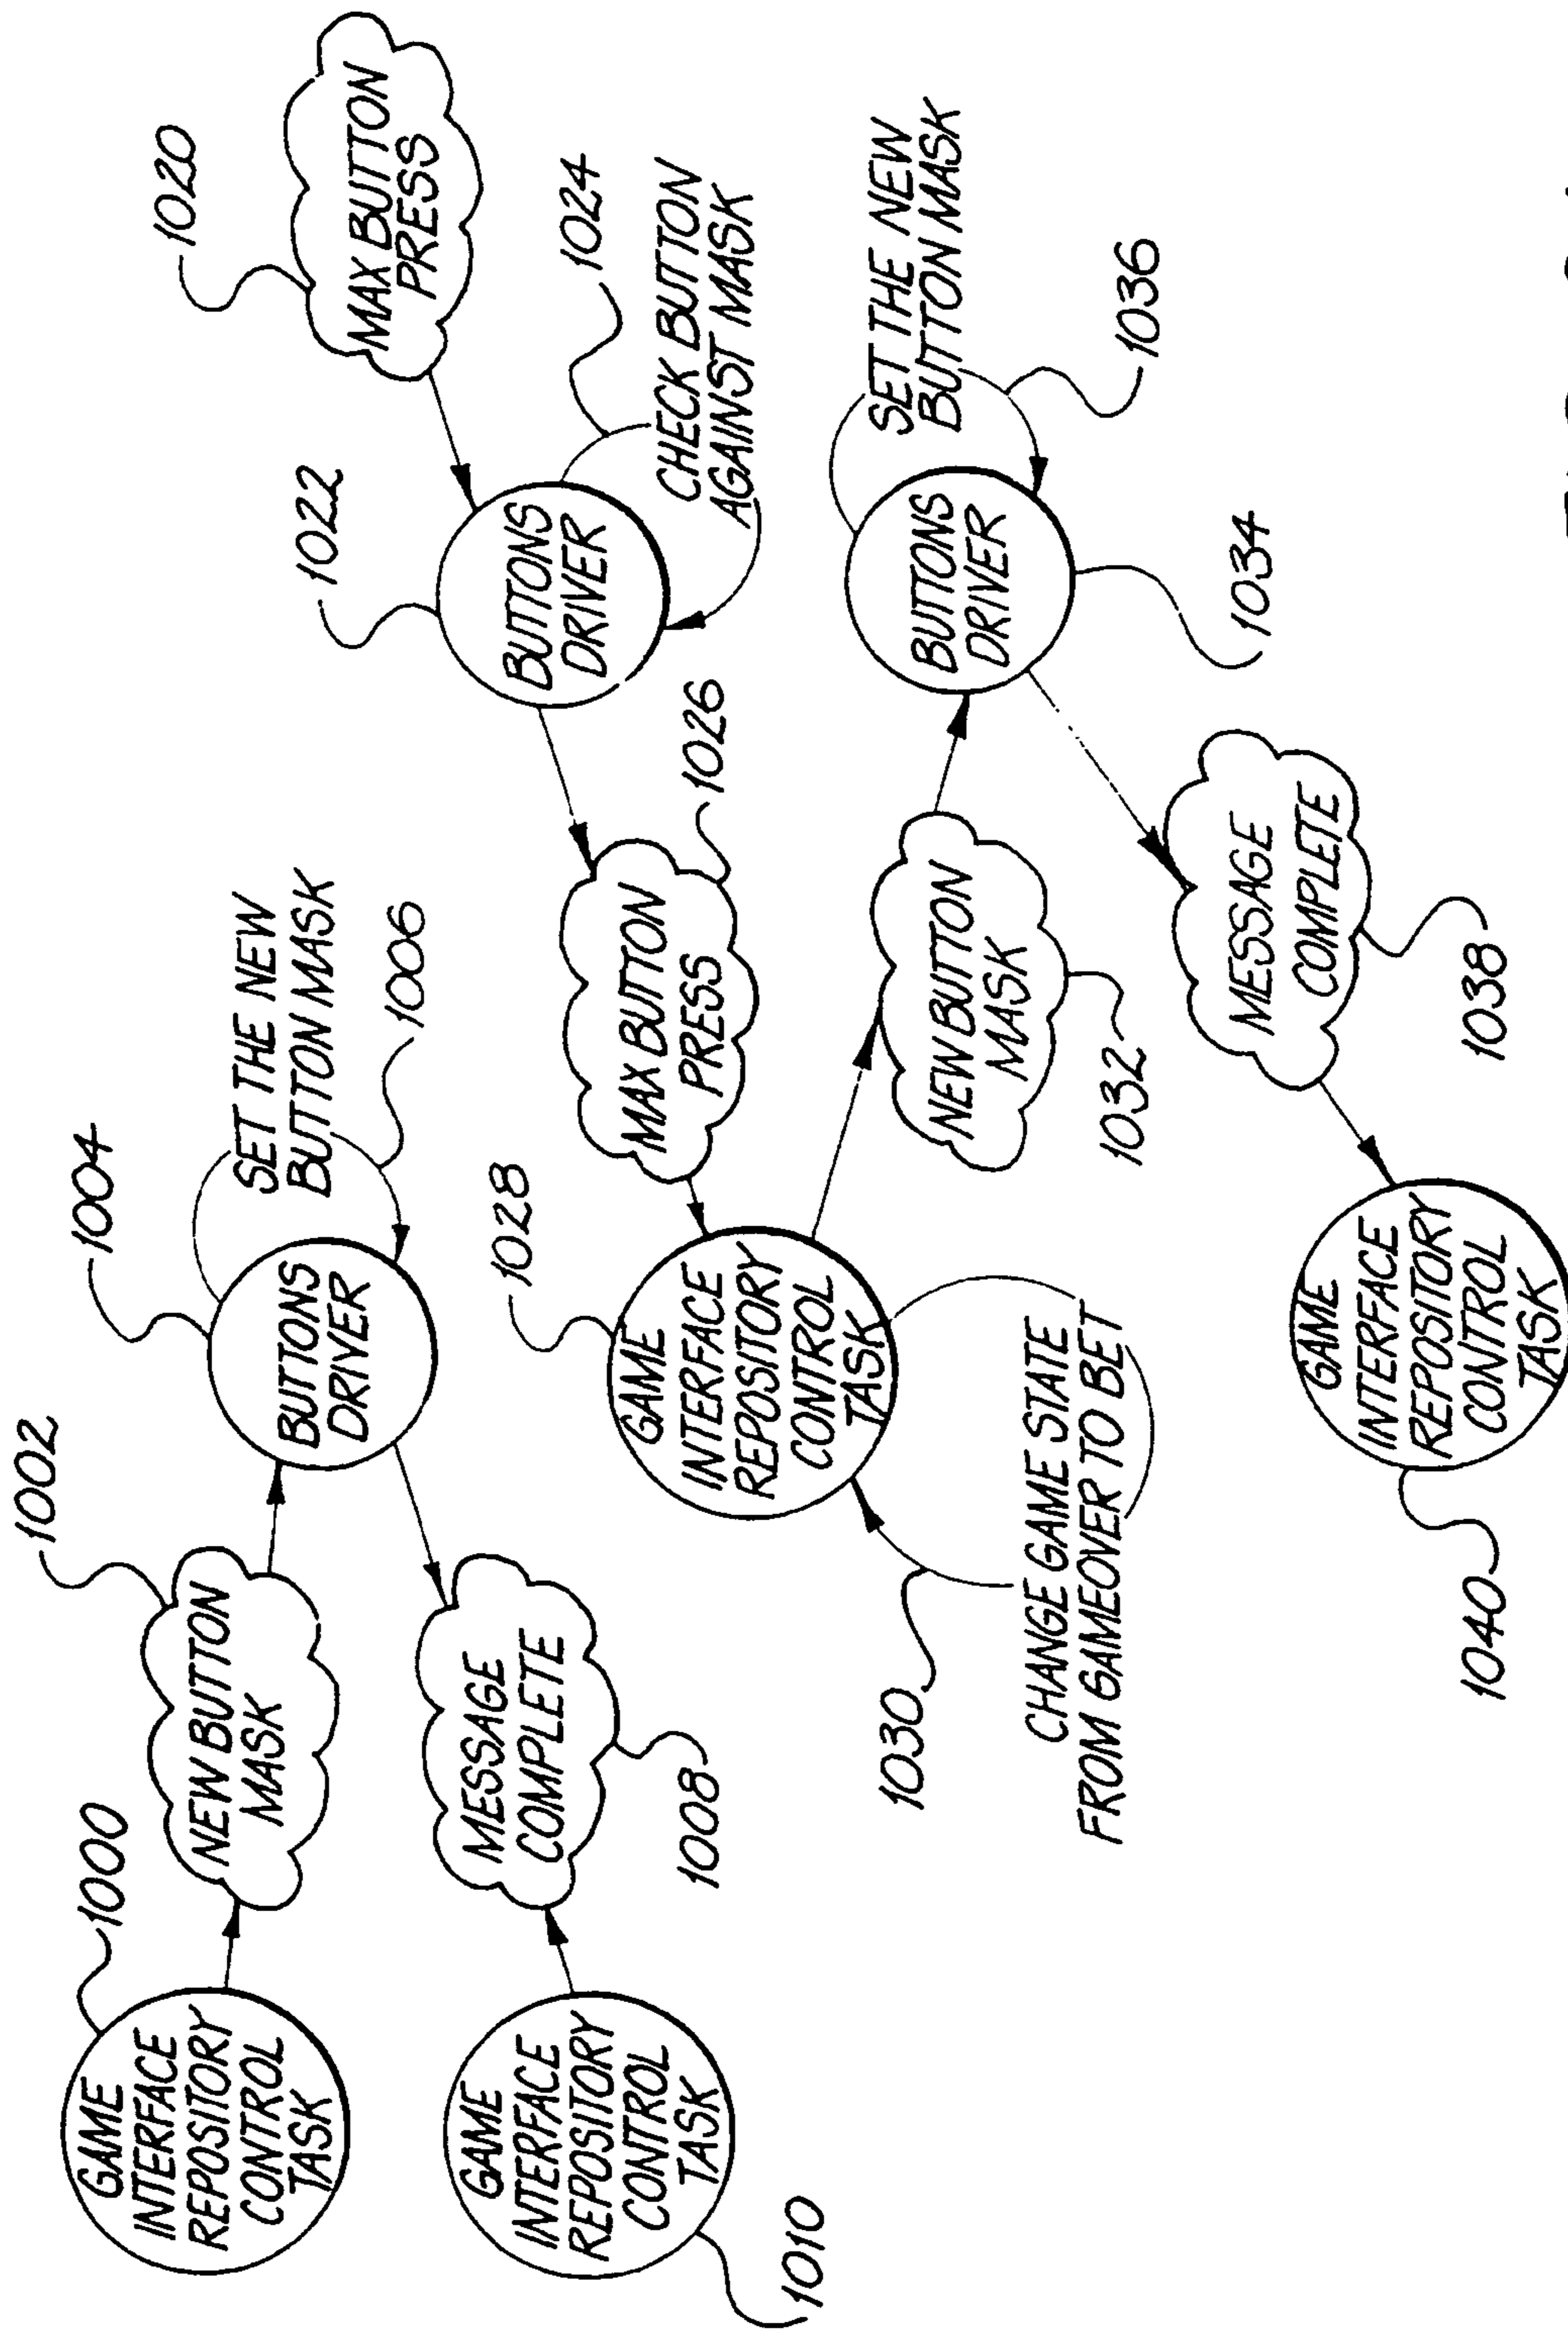 1000
GAME
INTERFACE
REPOSITORY
CONTROL
TASK
1002
NEW BUTTON
MASK
1004
BUTTONS
DRIVER
SET THE NEW
BUTTON MASK
1006
MESSAGE
COMPLETE
1008
GAME
INTERFACE
REPOSITORY
CONTROL
TASK
1010
1020
MAX BUTTON
PRESS
1022
BUTTONS
DRIVER
1024
CHECK BUTTON
AGAINST MASK
1026
MAX BUTTON
PRESS
1028
GAME
INTERFACE
REPOSITORY
CONTROL
TASK
1030
CHANGE GAME STATE
FROM GAMEOVER TO BET
NEW BUTTON
MASK
1032
BUTTONS
DRIVER
1034
SET THE NEW
BUTTON MASK
1036
MESSAGE
COMPLETE
1038
GAME
INTERFACE
REPOSITORY
CONTROL
TASK
1040